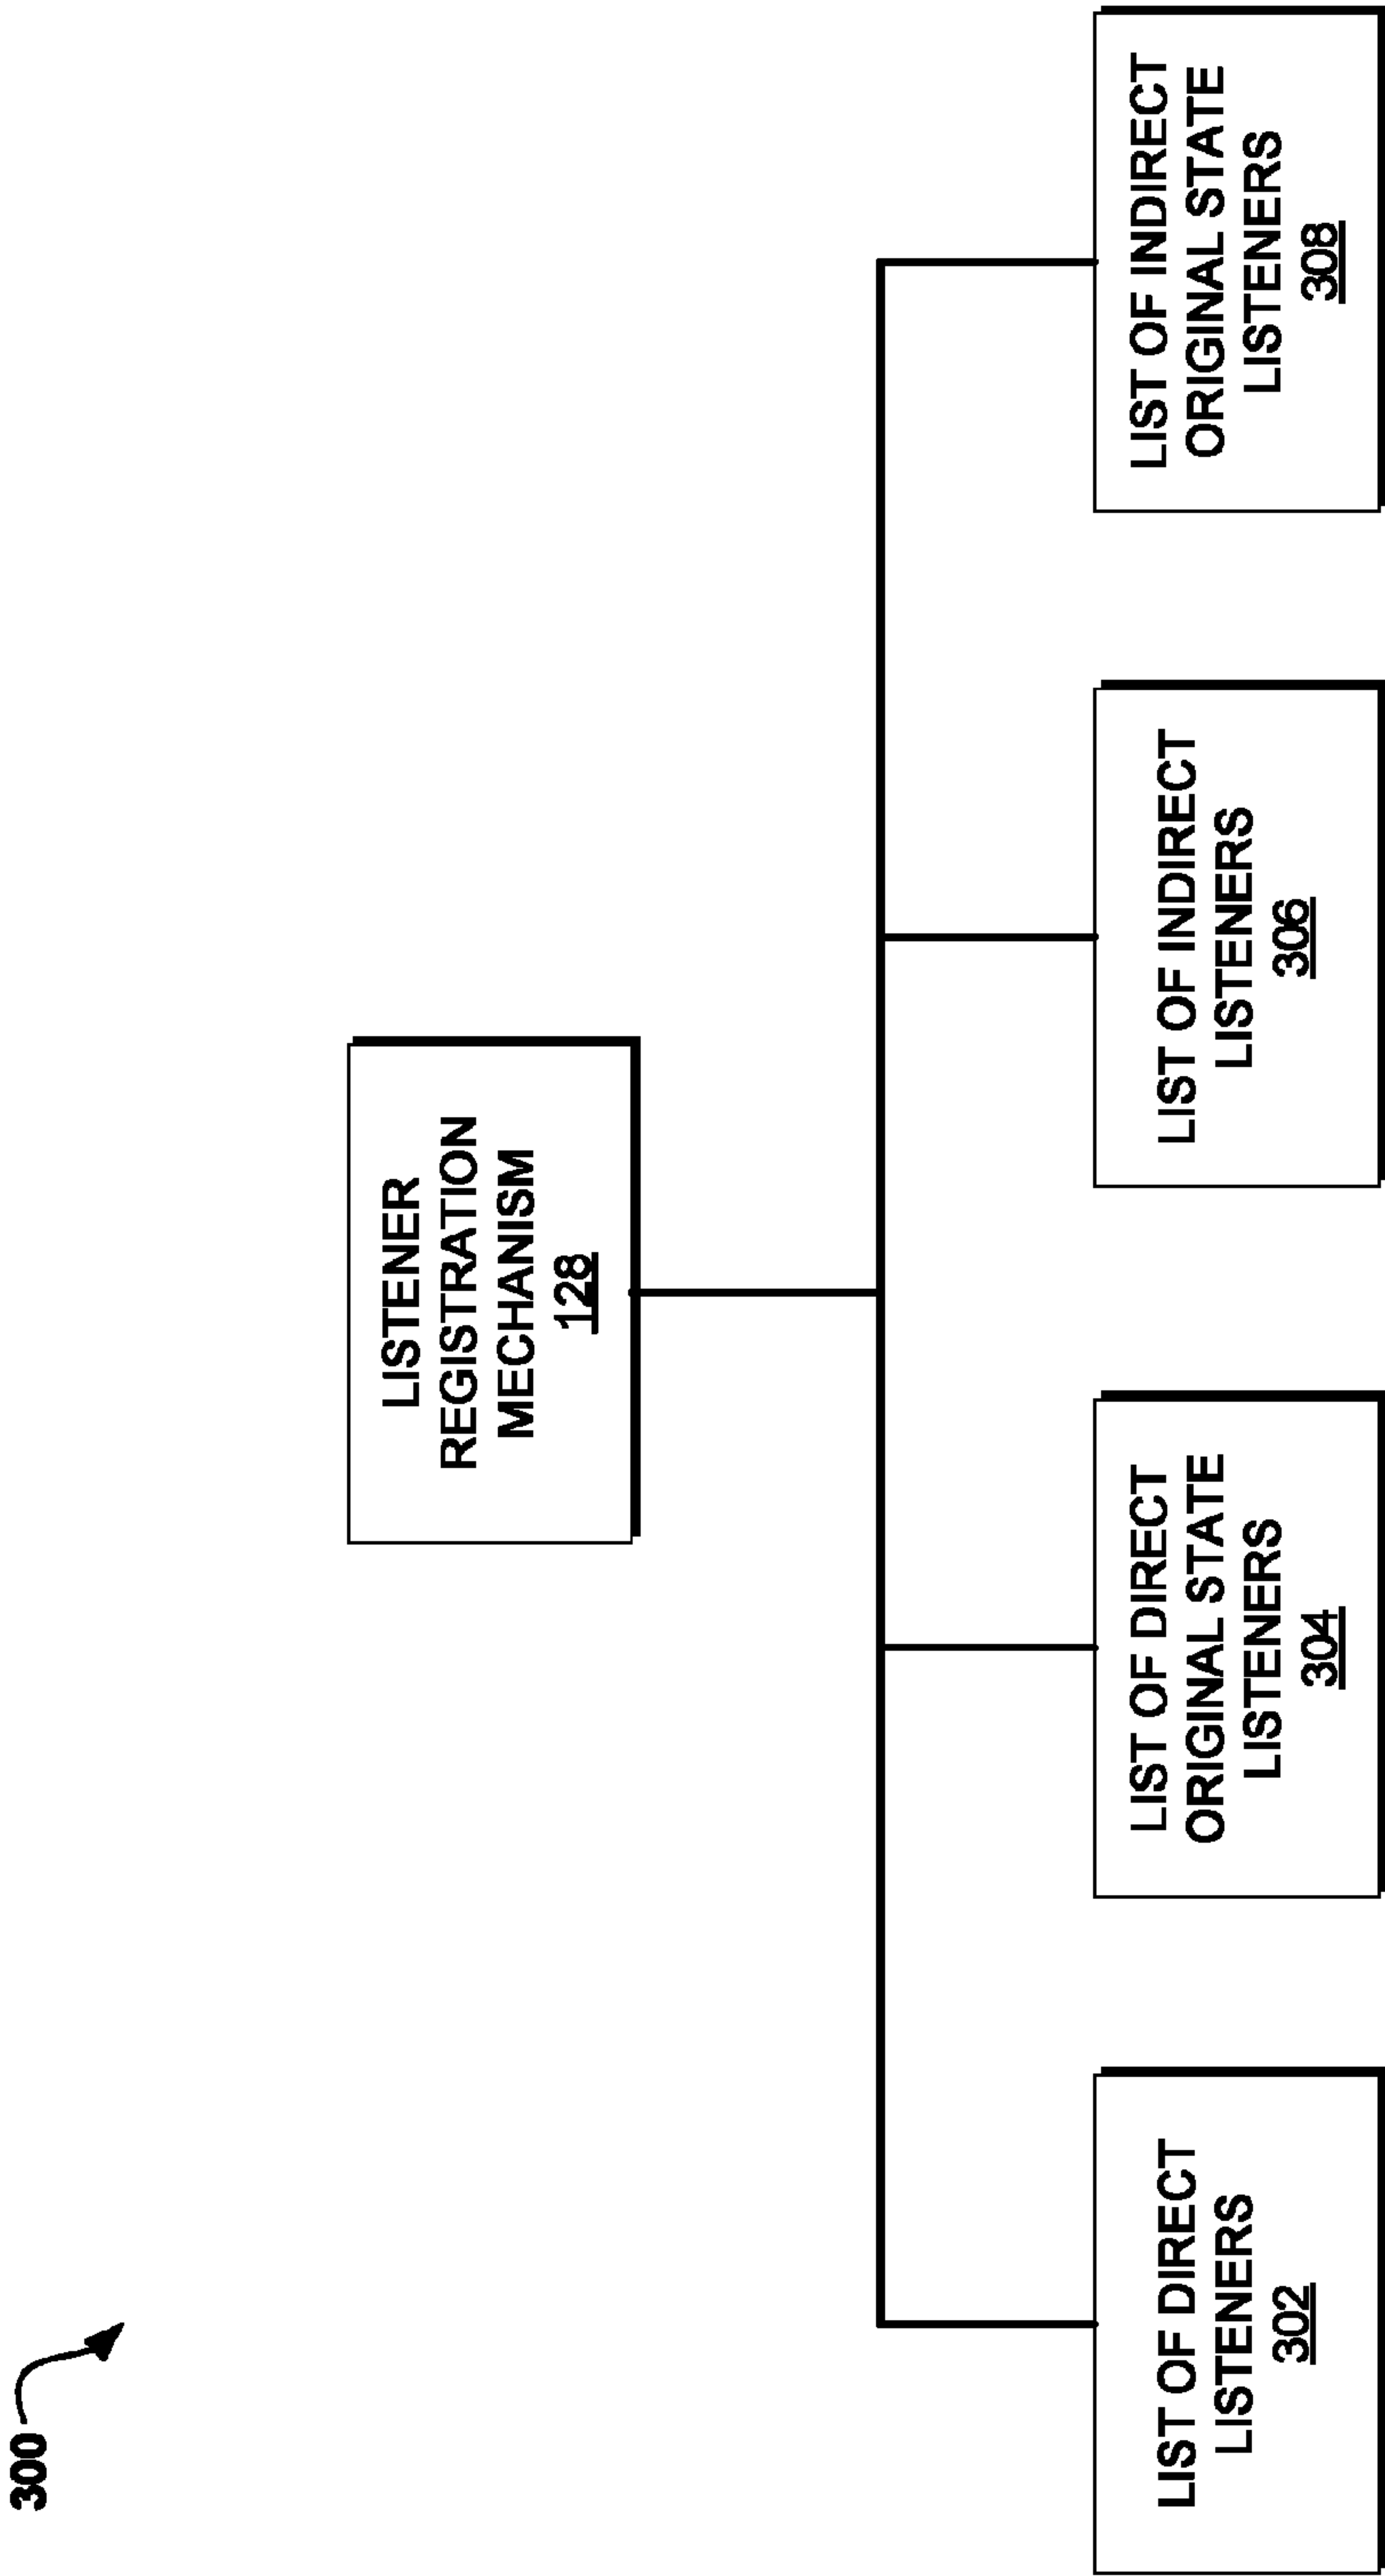 300
LISTENER
REGISTRATION
MECHANISM
128
LIST OF DIRECT
LISTENERS
302
LIST OF DIRECT
ORIGINAL STATE
LISTENERS
304
LIST OF INDIRECT
LISTENERS
306
LIST OF INDIRECT
ORIGINAL STATE
LISTENERS
308